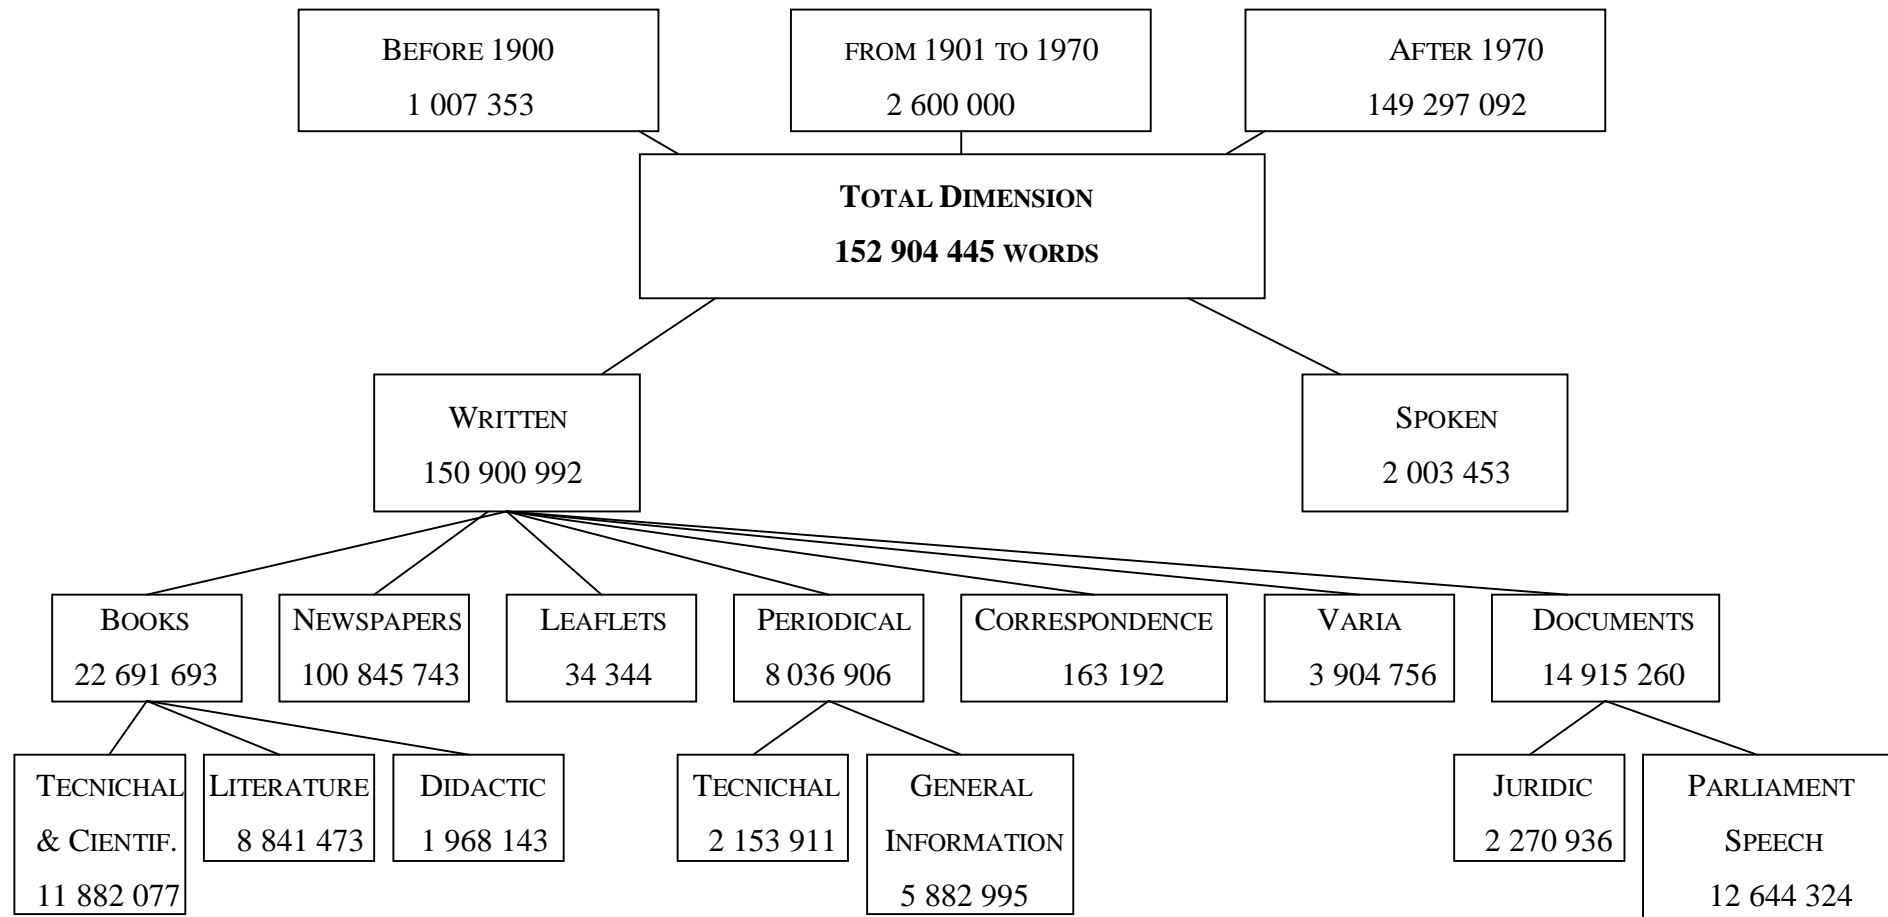 BEFORE 1900
1 007 353
FROM 1901 TO 1970
2 600 000
AFTER 1970
149 297 092
TOTAL DIMENSION
152 904 445 WORDS
WRITTEN
150 900 992
SPOKEN
2 003 453
BOOKS
22 691 693
NEWSPAPERS
100 845 743
LEAFLETS
34 344
PERIODICAL
8 036 906
CORRESPONDENCE
163 192
VARIA
3 904 756
DOCUMENTS
14 915 260
TECNICHAL
& CIENTIF.
11 882 077
LITERATURE
8 841 473
DIDACTIC
1 968 143
TECNICHAL
2 153 911
GENERAL
INFORMATION
5 882 995
JURIDIC
2 270 936
PARLIAMENT
SPEECH
12 644 324